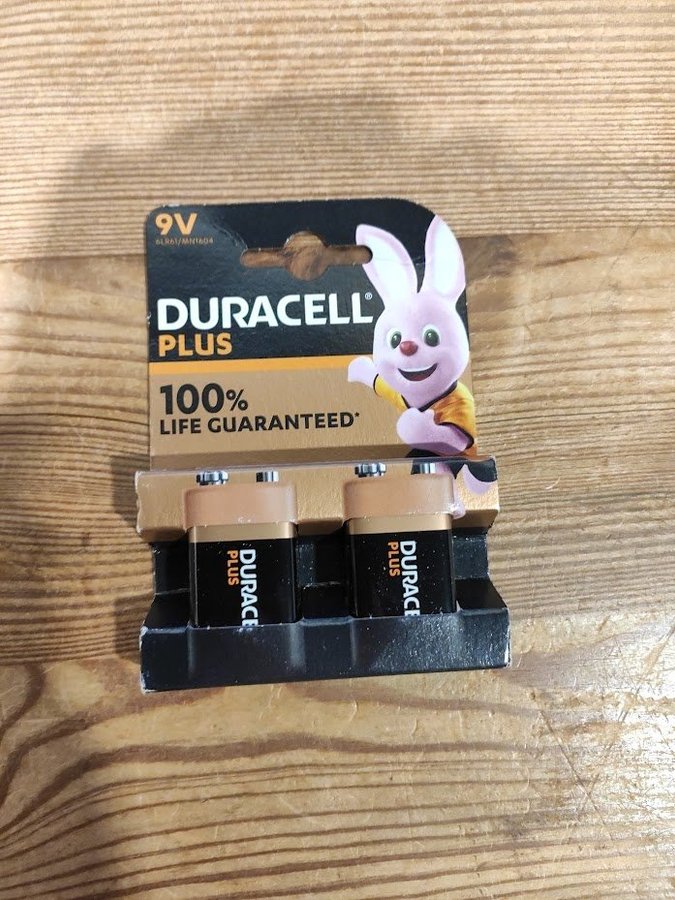 9V
6LR61/MN1604
DURACELL®
PLUS
100%
LIFE GUARANTEED*
DURACE
PLUS
DURACE
PLUS